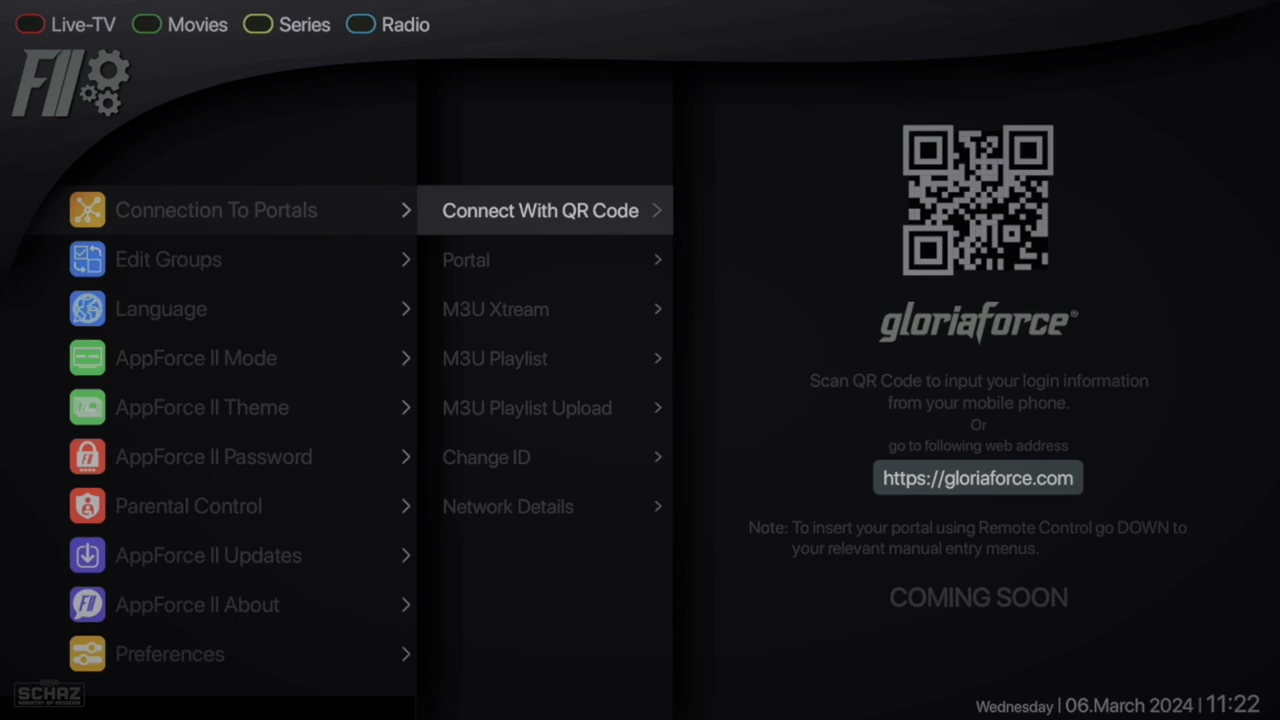 Live-TV
Movies
Series
Radio
FII
Connection To Portals
Edit Groups
Language
AppForce II Mode
AppForce II Theme
AppForce II Password
Parental Control
AppForce II Updates
AppForce II About
Preferences
Connect With QR Code
Portal
M3U Xtream
M3U Playlist
M3U Playlist Upload
Change ID
Network Details
gloriaforce®
Scan QR Code to input your login information
from your mobile phone.
Or
go to following web address
https://gloriaforce.com
Note: To insert your portal using Remote Control go DOWN to
your relevant manual entry menus.
COMING SOON
SCHAZ
MINISTRY OF REVIEWS
Wednesday | 06.March 2024 | 11:22